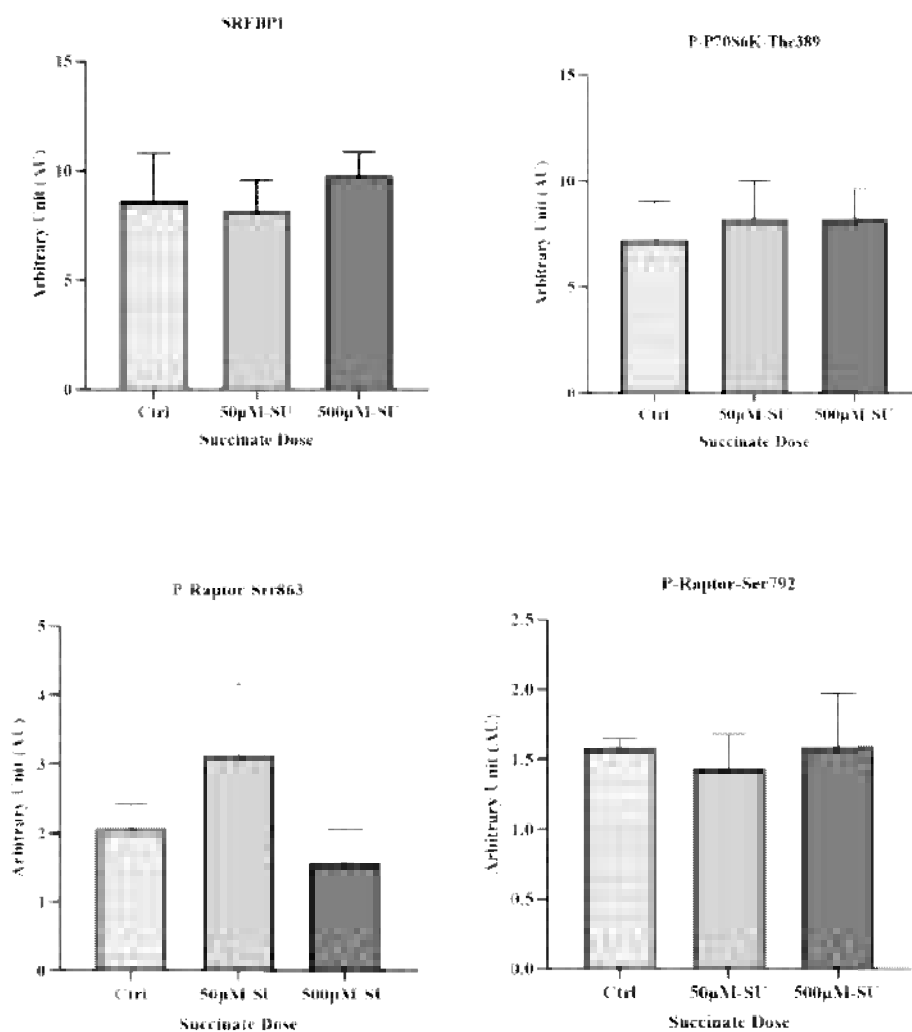 SREBP1
15
10
5
0
Arbitrary Unit (AU)
Ctrl
50µM-SU
500µM-SU
Succinate Dose
P-P70S6K-Thr389
15
10
5
0
Arbitrary Unit (AU)
Ctrl
50µM-SU
500µM-SU
Succinate Dose
P-Raptor-Ser863
5
4
3
2
1
0
Arbitrary Unit (AU)
Ctrl
50µM-SU
500µM-SU
Succinate Dose
P-Raptor-Ser792
2.5
2.0
1.5
1.0
0.5
0.0
Arbitrary Unit (AU)
Ctrl
50µM-SU
500µM-SU
Succinate Dose